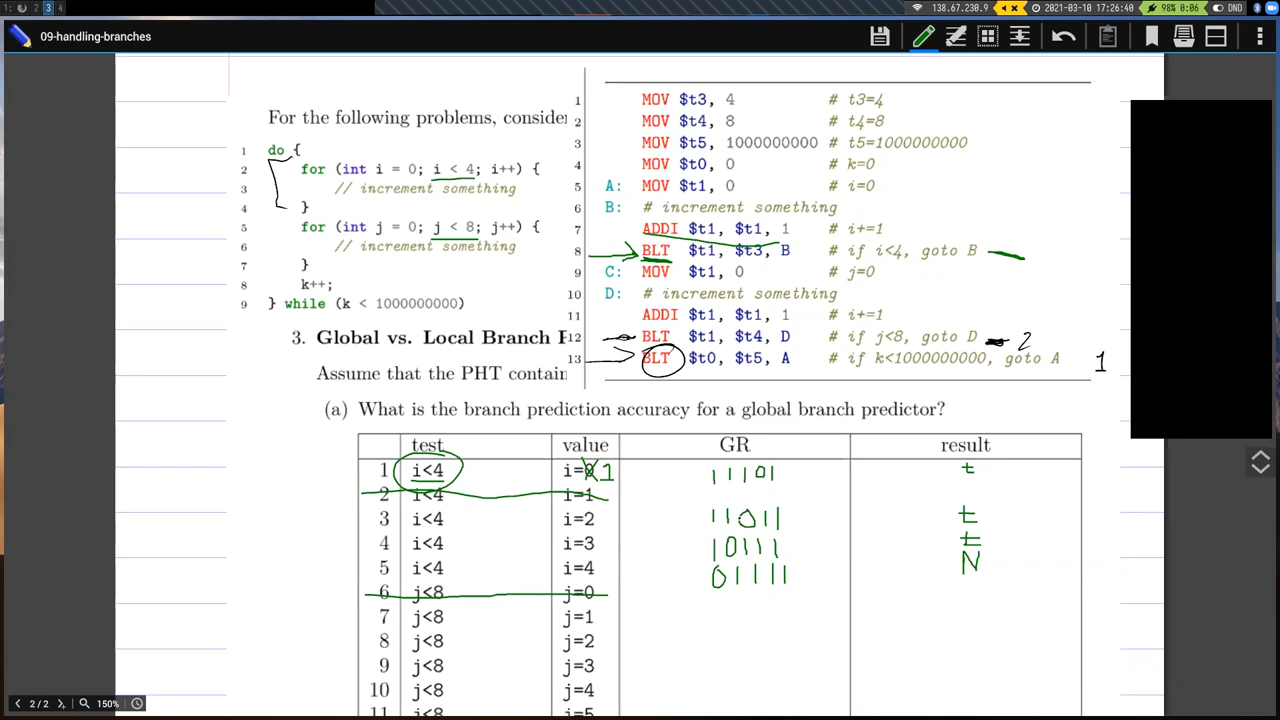 1: 2 3 4 138.67.230.9 2021-03-10 17:26:40 98% 0:06 DND
09-handling-branches
For the following problems, consider
1 do {
2 for (int i = 0; i < 4; i++) {
3 // increment something
4 }
5 for (int j = 0; j < 8; j++) {
6 // increment something
7 }
8 k++;
9 } while (k < 1000000000)
1 MOV $t3, 4 # t3=4
2 MOV $t4, 8 # t4=8
3 MOV $t5, 1000000000 # t5=1000000000
4 MOV $t0, 0 # k=0
5 A: MOV $t1, 0 # i=0
6 B: # increment something
7 ADDI $t1, $t1, 1 # i+=1
8 BLT $t1, $t3, B # if i<4, goto B
9 C: MOV $t1, 0 # j=0
10 D: # increment something
11 ADDI $t1, $t1, 1 # i+=1
12 BLT $t1, $t4, D # if j<8, goto D 2
13 BLT $t0, $t5, A # if k<1000000000, goto A 1
3. Global vs. Local Branch
Assume that the PHT contain
(a) What is the branch prediction accuracy for a global branch predictor?
test value GR result
1 i<4 i= 1 11101 t
2 i<4 i=1
3 i<4 i=2 11011 t
4 i<4 i=3 10111 t
5 i<4 i=4 01111 N
6 j<8 j=0
7 j<8 j=1
8 j<8 j=2
9 j<8 j=3
10 j<8 j=4
11 j<8 j=5
2/2 150%